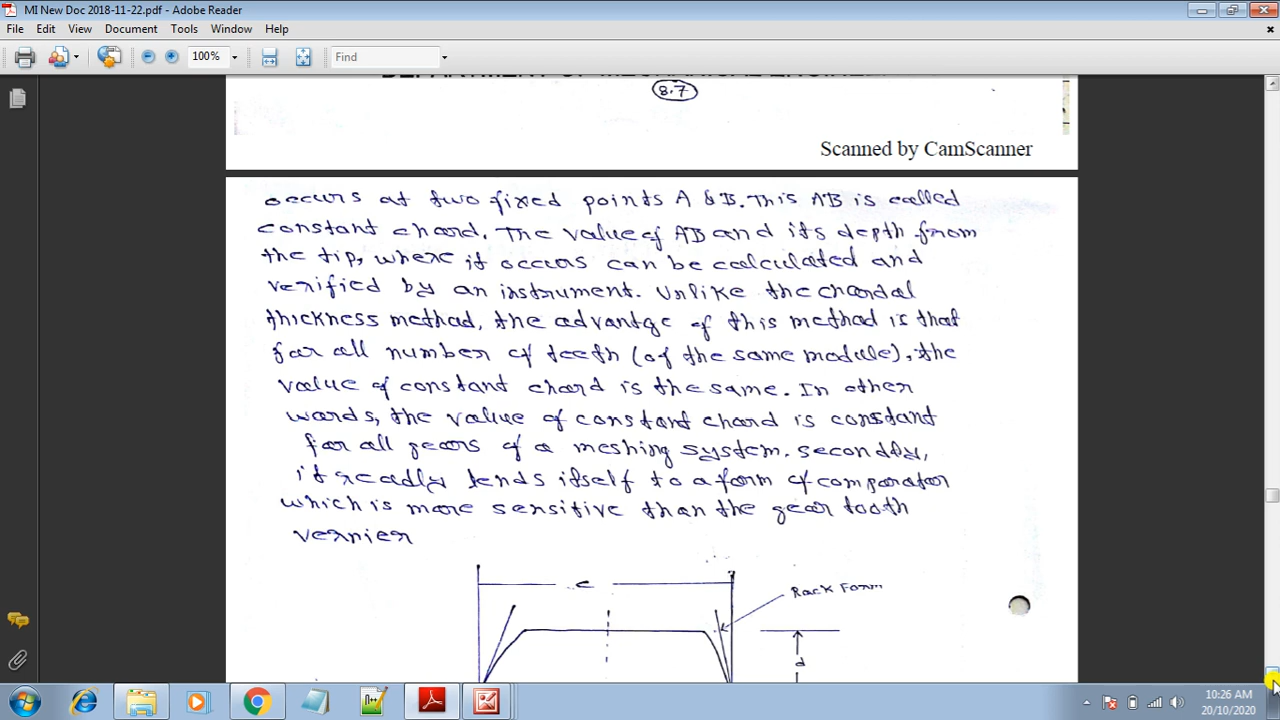 MI New Doc 2018-11-22.pdf - Adobe Reader
File Edit View Document Tools Window Help
100% Find
DEPARTMENT OF MECHANICAL ENGINEER
8.7
Scanned by CamScanner
occurs at two fixed points A & B. This AB is called
constant chord. The value of AB and its depth from
the tip, where it occurs can be calculated and
verified by an instrument. Unlike the chordal
thickness method, the advantge of this method is that
for all number of teeth (of the same module), the
value of constant chord is the same. In other
words, the value of constant chord is constant
for all gears of a meshing system. secondly,
it readly lends itself to a form of comparator
which is more sensitive than the gear tooth
vernier
c
Rack Form
d
10:26 AM
20/10/2020